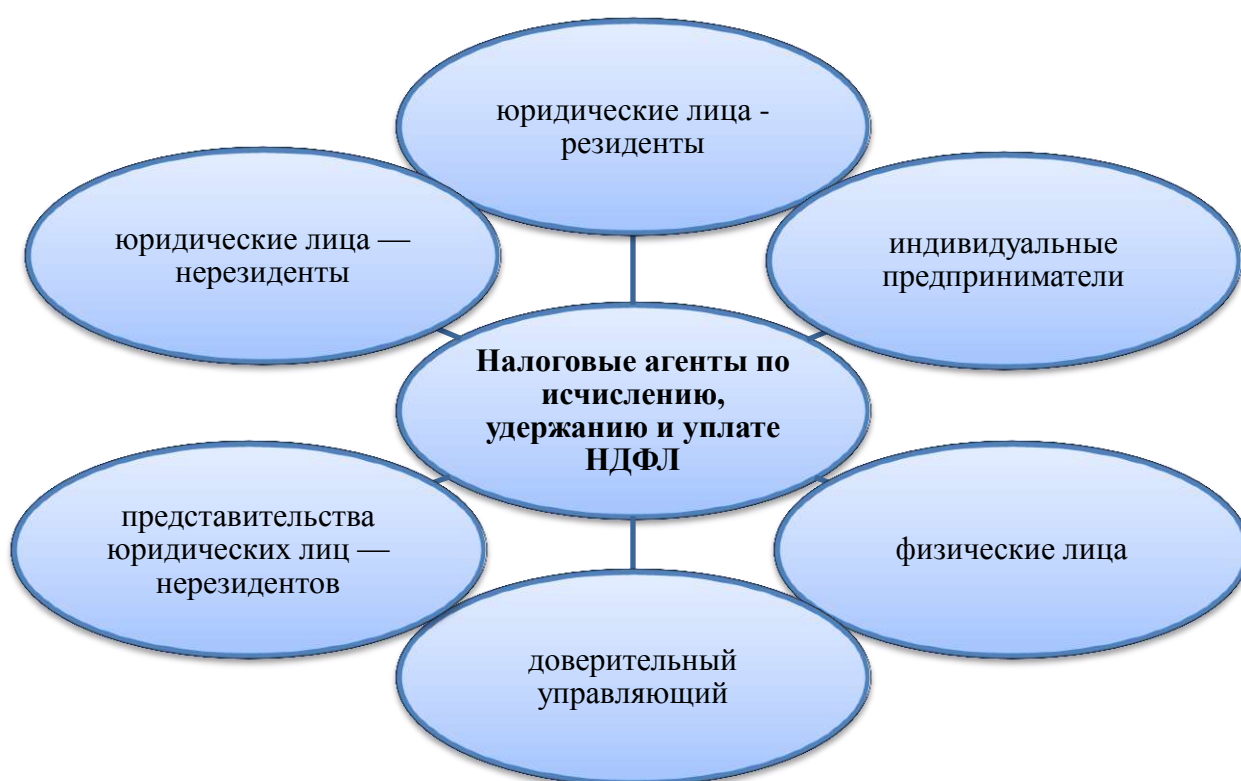 юридические лица -
резиденты
юридические лица —
нерезиденты
индивидуальные
предприниматели
Налоговые агенты по
исчислению,
удержанию и уплате
НДФЛ
представительства
юридических лиц —
нерезидентов
физические лица
доверительный
управляющий